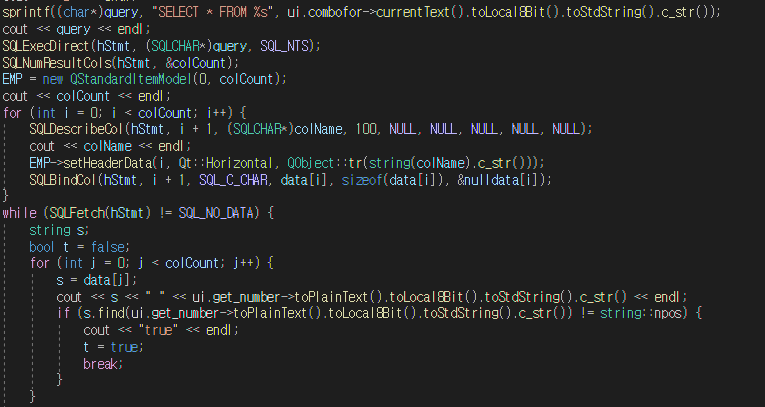 sprintf((char*)query, "SELECT * FROM %s", ui.combofor->currentText().toLocal8Bit().toStdString().c_str());
cout << query << endl;
SQLExecDirect(hStmt, (SQLCHAR*)query, SQL_NTS);
SQLNumResultCols(hStmt, &colCount);
EMP = new QStandardItemModel(0, colCount);
cout << colCount << endl;
for (int i = 0; i < colCount; i++) {
    SQLDescribeCol(hStmt, i + 1, (SQLCHAR*)colName, 100, NULL, NULL, NULL, NULL, NULL);
    cout << colName << endl;
    EMP->setHeaderData(i, Qt::Horizontal, QObject::tr(string(colName).c_str()));
    SQLBindCol(hStmt, i + 1, SQL_C_CHAR, data[i], sizeof(data[i]), &nulldata[i]);
}
while (SQLFetch(hStmt) != SQL_NO_DATA) {
    string s;
    bool t = false;
    for (int j = 0; j < colCount; j++) {
        s = data[j];
        cout << s << " " << ui.get_number->toPlainText().toLocal8Bit().toStdString().c_str() << endl;
        if (s.find(ui.get_number->toPlainText().toLocal8Bit().toStdString().c_str()) != string::npos) {
            cout << "true" << endl;
            t = true;
            break;
        }
    }